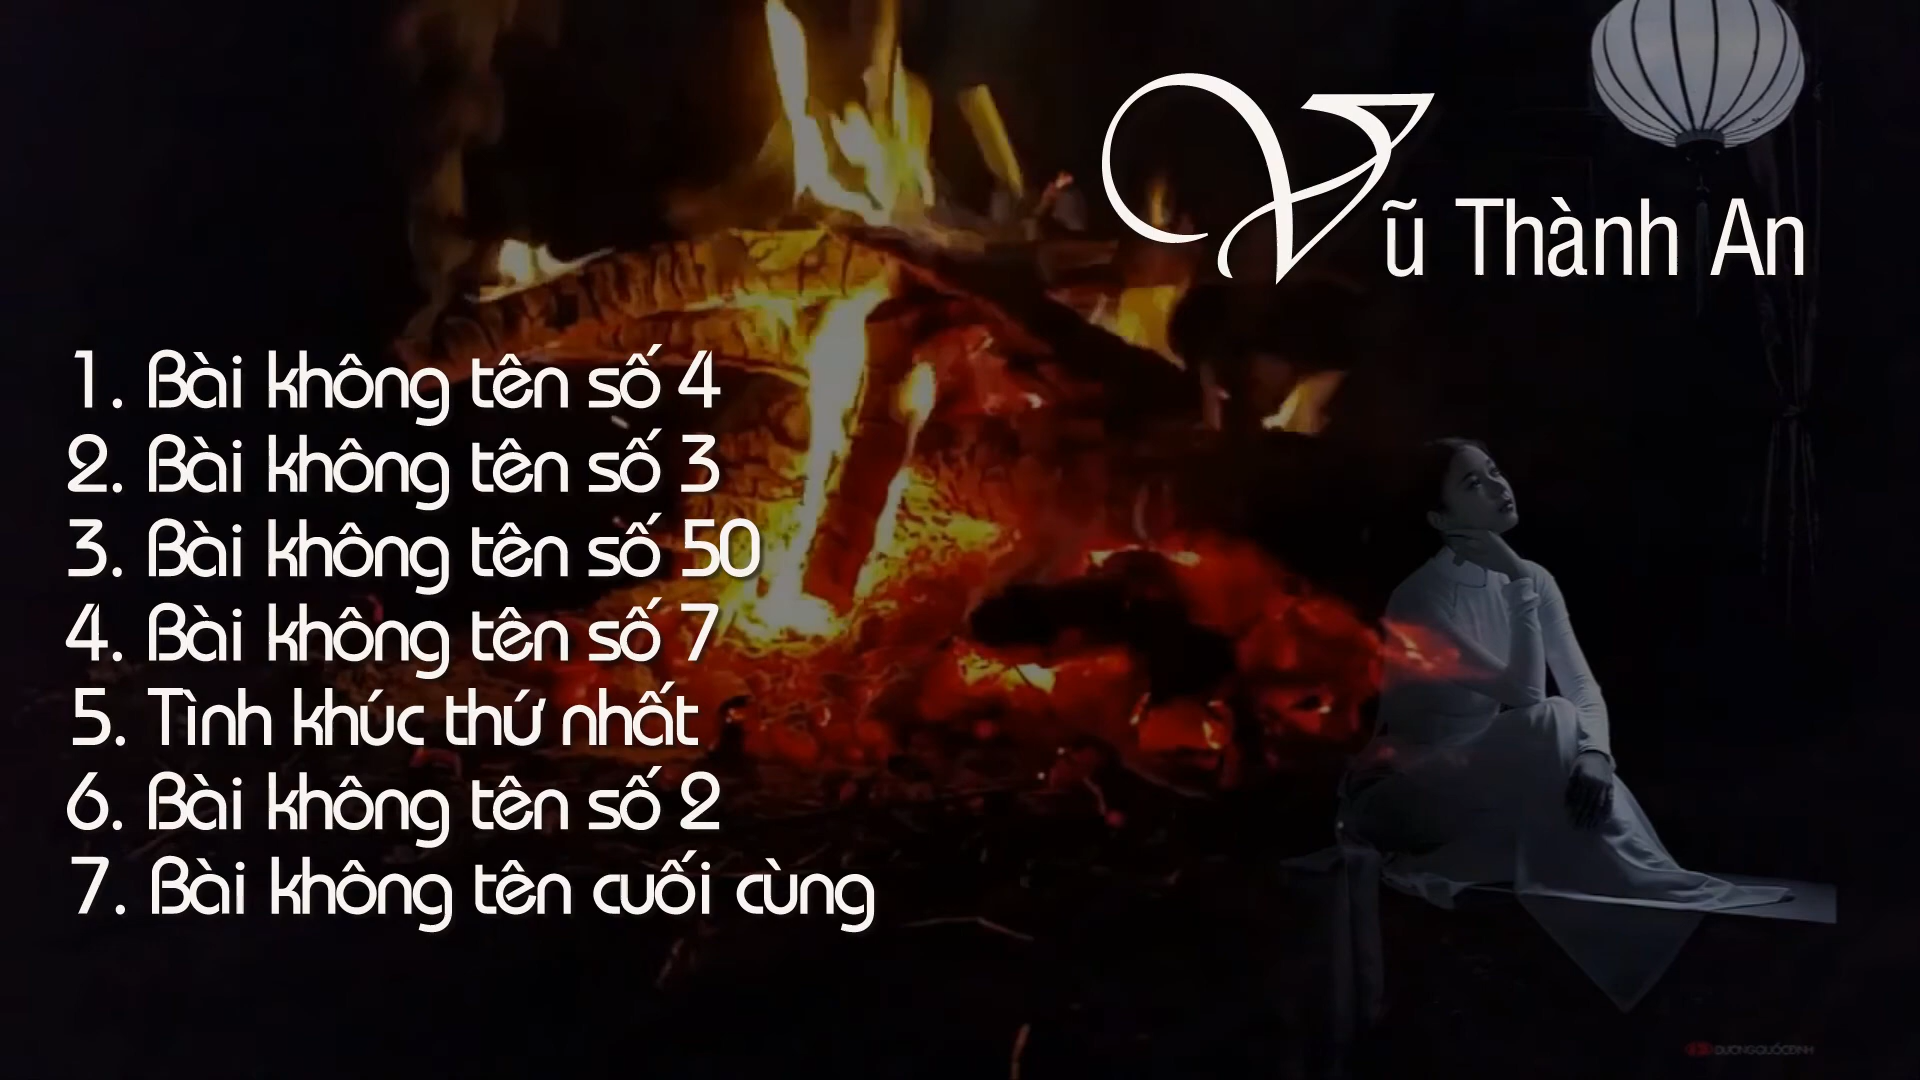 Vũ Thành An
1. Bài không tên số 4
2. Bài không tên số 3
3. Bài không tên số 50
4. Bài không tên số 7
5. Tình khúc thứ nhất
6. Bài không tên số 2
7. Bài không tên cuối cùng
DUONGQUOCDINH